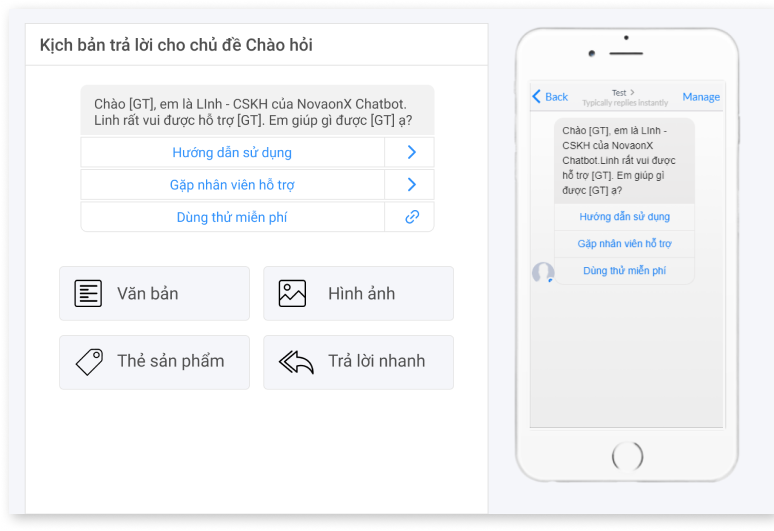 Kịch bản trả lời cho chủ đề Chào hỏi
Chào [GT], em là LInh - CSKH của NovaonX Chatbot.
Linh rất vui được hỗ trợ [GT]. Em giúp gì được [GT] ạ?
Hướng dẫn sử dụng
Gặp nhân viên hỗ trợ
Dùng thử miễn phí
Văn bản
Hình ảnh
Thẻ sản phẩm
Trả lời nhanh
Back
Test >
Typically replies instantly
Manage
Chào [GT], em là LInh -
CSKH của NovaonX
Chatbot.Linh rất vui được
hỗ trợ [GT]. Em giúp gì
được [GT] ạ?
Hướng dẫn sử dụng
Gặp nhân viên hỗ trợ
Dùng thử miễn phí